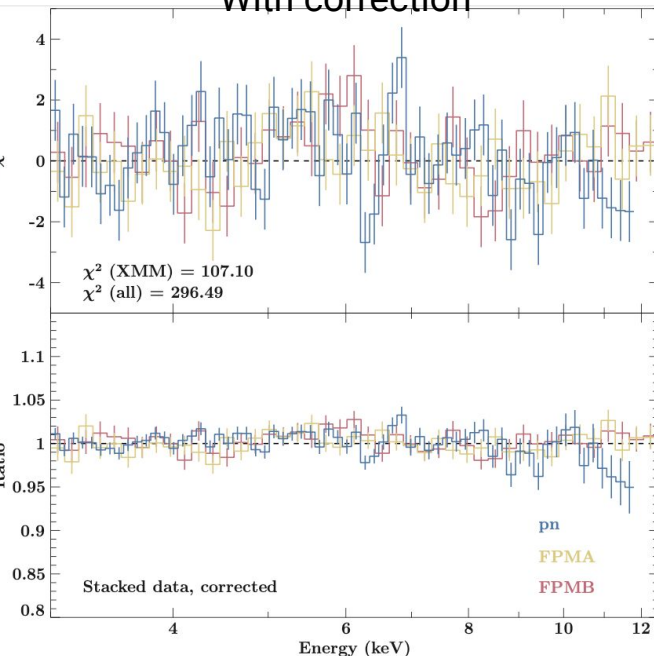 With correction
χ
4
2
0
-2
-4
χ² (XMM) = 107.10
χ² (all) = 296.49
Ratio
1.1
1.05
1
0.95
0.9
0.85
0.8
pn
FPMA
FPMB
Stacked data, corrected
4 6 8 10 12
Energy (keV)